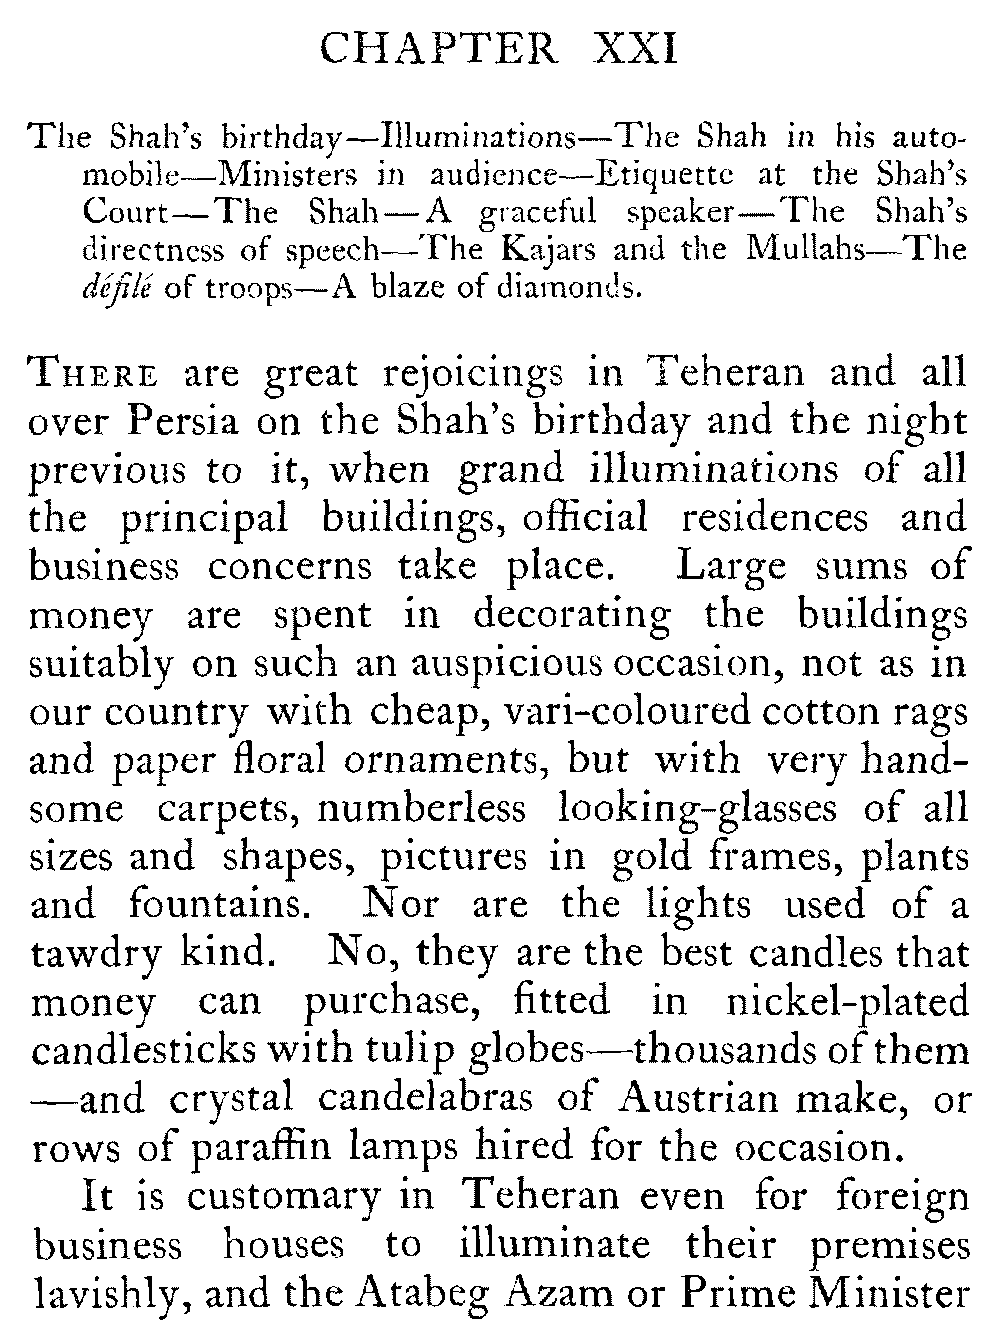 CHAPTER XXI
The Shah's birthday—Illuminations—The Shah in his auto-
mobile—Ministers in audience—Etiquette at the Shah's
Court—The Shah—A graceful speaker—The Shah's
directness of speech—The Kajars and the Mullahs—The
défilé of troops—A blaze of diamonds.
THERE are great rejoicings in Teheran and all
over Persia on the Shah's birthday and the night
previous to it, when grand illuminations of all
the principal buildings, official residences and
business concerns take place. Large sums of
money are spent in decorating the buildings
suitably on such an auspicious occasion, not as in
our country with cheap, vari-coloured cotton rags
and paper floral ornaments, but with very hand-
some carpets, numberless looking-glasses of all
sizes and shapes, pictures in gold frames, plants
and fountains. Nor are the lights used of a
tawdry kind. No, they are the best candles that
money can purchase, fitted in nickel-plated
candlesticks with tulip globes—thousands of them
—and crystal candelabras of Austrian make, or
rows of paraffin lamps hired for the occasion.
It is customary in Teheran even for foreign
business houses to illuminate their premises
lavishly, and the Atabeg Azam or Prime Minister